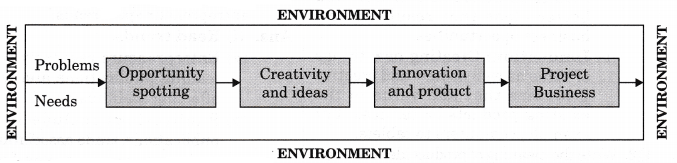 ENVIRONMENT
ENVIRONMENT
Problems
Needs
Opportunity
spotting
Creativity
and ideas
Innovation
and product
Project
Business
ENVIRONMENT
ENVIRONMENT